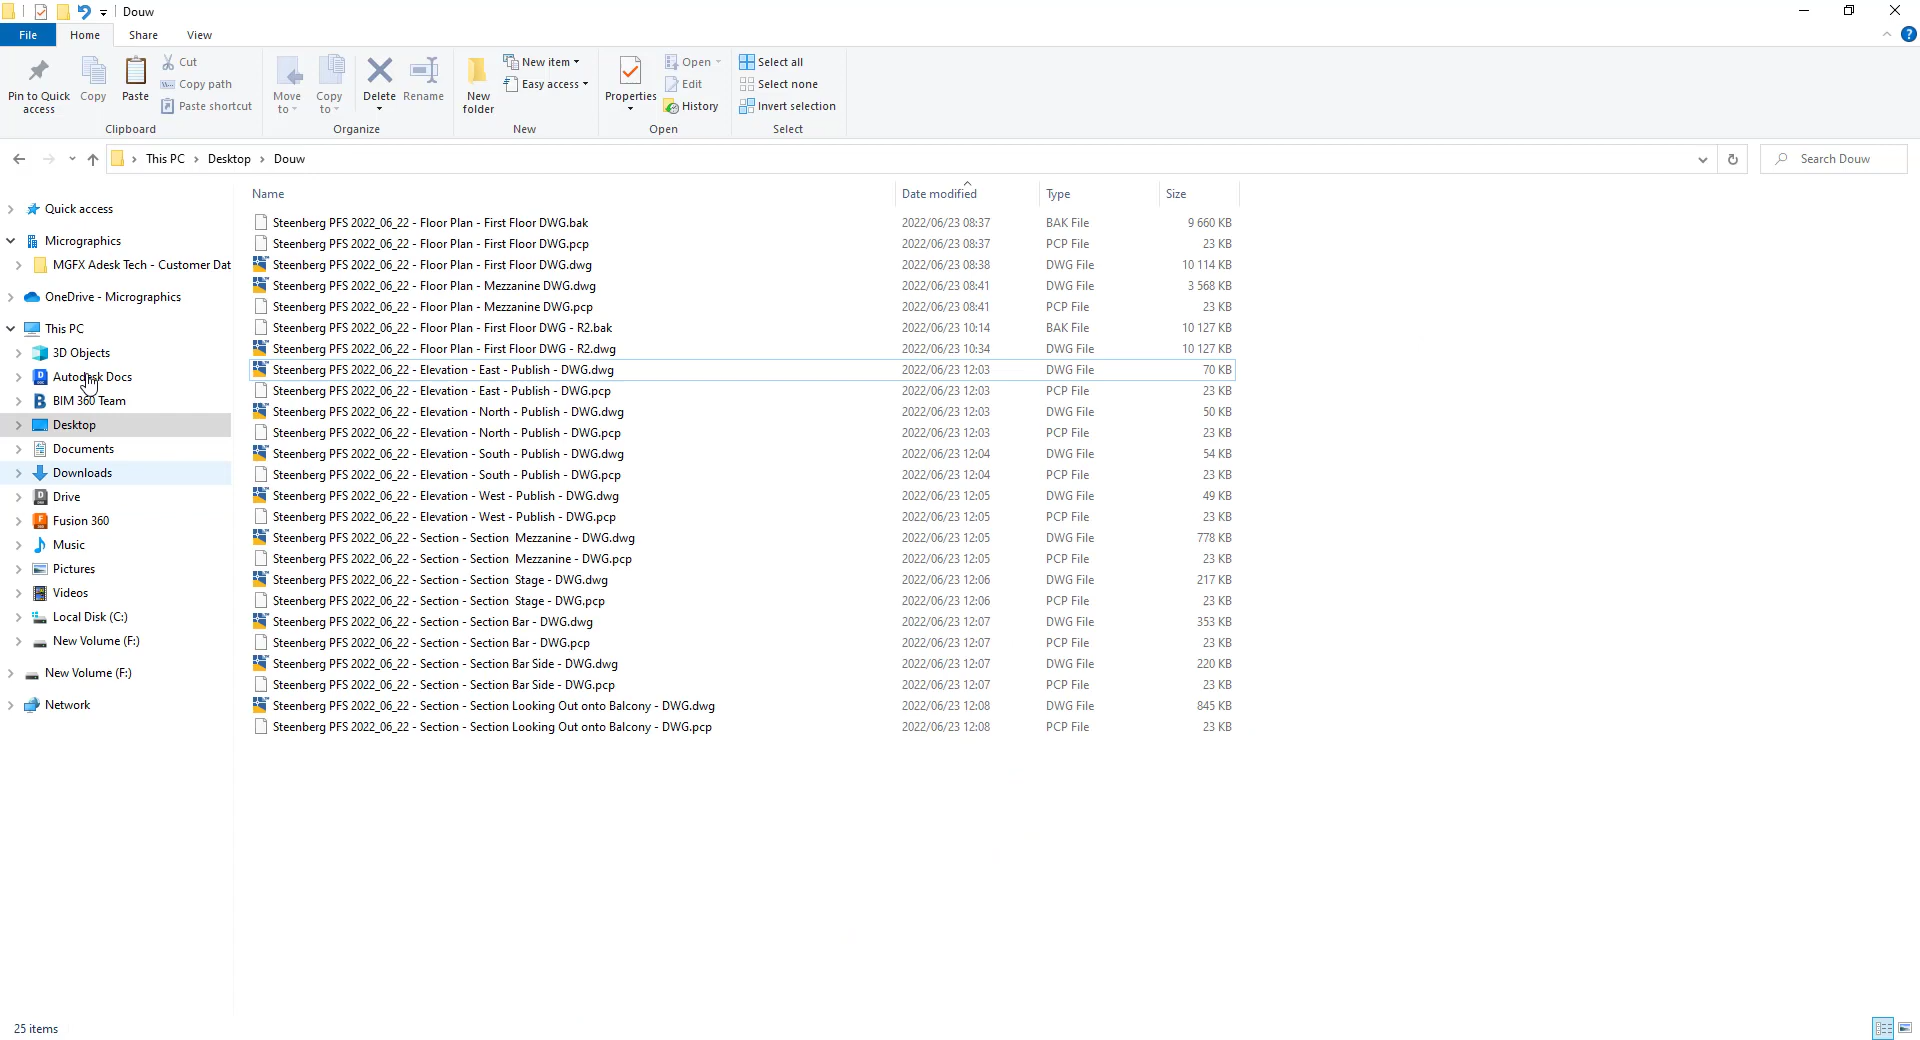 Douw
File Home Share View
Pin to Quick access
Copy
Paste
Cut
Copy path
Paste shortcut
Clipboard
Move to
Copy to
Delete
Rename
Organize
New folder
New item
Easy access
New
Properties
Open
Edit
History
Open
Select all
Select none
Invert selection
Select
This PC Desktop Douw
Search Douw
Quick access
Micrographics
MGFX Adesk Tech - Customer Dat
OneDrive - Micrographics
This PC
3D Objects
Autodesk Docs
BIM 360 Team
Desktop
Documents
Downloads
Drive
Fusion 360
Music
Pictures
Videos
Local Disk (C:)
New Volume (F:)
New Volume (F:)
Network
Name Date modified Type Size
Steenberg PFS 2022_06_22 - Floor Plan - First Floor DWG.bak 2022/06/23 08:37 BAK File 9 660 KB
Steenberg PFS 2022_06_22 - Floor Plan - First Floor DWG.pcp 2022/06/23 08:37 PCP File 23 KB
Steenberg PFS 2022_06_22 - Floor Plan - First Floor DWG.dwg 2022/06/23 08:38 DWG File 10 114 KB
Steenberg PFS 2022_06_22 - Floor Plan - Mezzanine DWG.dwg 2022/06/23 08:41 DWG File 3 568 KB
Steenberg PFS 2022_06_22 - Floor Plan - Mezzanine DWG.pcp 2022/06/23 08:41 PCP File 23 KB
Steenberg PFS 2022_06_22 - Floor Plan - First Floor DWG - R2.bak 2022/06/23 10:14 BAK File 10 127 KB
Steenberg PFS 2022_06_22 - Floor Plan - First Floor DWG - R2.dwg 2022/06/23 10:34 DWG File 10 127 KB
Steenberg PFS 2022_06_22 - Elevation - East - Publish - DWG.dwg 2022/06/23 12:03 DWG File 70 KB
Steenberg PFS 2022_06_22 - Elevation - East - Publish - DWG.pcp 2022/06/23 12:03 PCP File 23 KB
Steenberg PFS 2022_06_22 - Elevation - North - Publish - DWG.dwg 2022/06/23 12:03 DWG File 50 KB
Steenberg PFS 2022_06_22 - Elevation - North - Publish - DWG.pcp 2022/06/23 12:03 PCP File 23 KB
Steenberg PFS 2022_06_22 - Elevation - South - Publish - DWG.dwg 2022/06/23 12:04 DWG File 54 KB
Steenberg PFS 2022_06_22 - Elevation - South - Publish - DWG.pcp 2022/06/23 12:04 PCP File 23 KB
Steenberg PFS 2022_06_22 - Elevation - West - Publish - DWG.dwg 2022/06/23 12:05 DWG File 49 KB
Steenberg PFS 2022_06_22 - Elevation - West - Publish - DWG.pcp 2022/06/23 12:05 PCP File 23 KB
Steenberg PFS 2022_06_22 - Section - Section Mezzanine - DWG.dwg 2022/06/23 12:05 DWG File 778 KB
Steenberg PFS 2022_06_22 - Section - Section Mezzanine - DWG.pcp 2022/06/23 12:05 PCP File 23 KB
Steenberg PFS 2022_06_22 - Section - Section Stage - DWG.dwg 2022/06/23 12:06 DWG File 217 KB
Steenberg PFS 2022_06_22 - Section - Section Stage - DWG.pcp 2022/06/23 12:06 PCP File 23 KB
Steenberg PFS 2022_06_22 - Section - Section Bar - DWG.dwg 2022/06/23 12:07 DWG File 353 KB
Steenberg PFS 2022_06_22 - Section - Section Bar - DWG.pcp 2022/06/23 12:07 PCP File 23 KB
Steenberg PFS 2022_06_22 - Section - Section Bar Side - DWG.dwg 2022/06/23 12:07 DWG File 220 KB
Steenberg PFS 2022_06_22 - Section - Section Bar Side - DWG.pcp 2022/06/23 12:07 PCP File 23 KB
Steenberg PFS 2022_06_22 - Section - Section Looking Out onto Balcony - DWG.dwg 2022/06/23 12:08 DWG File 845 KB
Steenberg PFS 2022_06_22 - Section - Section Looking Out onto Balcony - DWG.pcp 2022/06/23 12:08 PCP File 23 KB
25 items